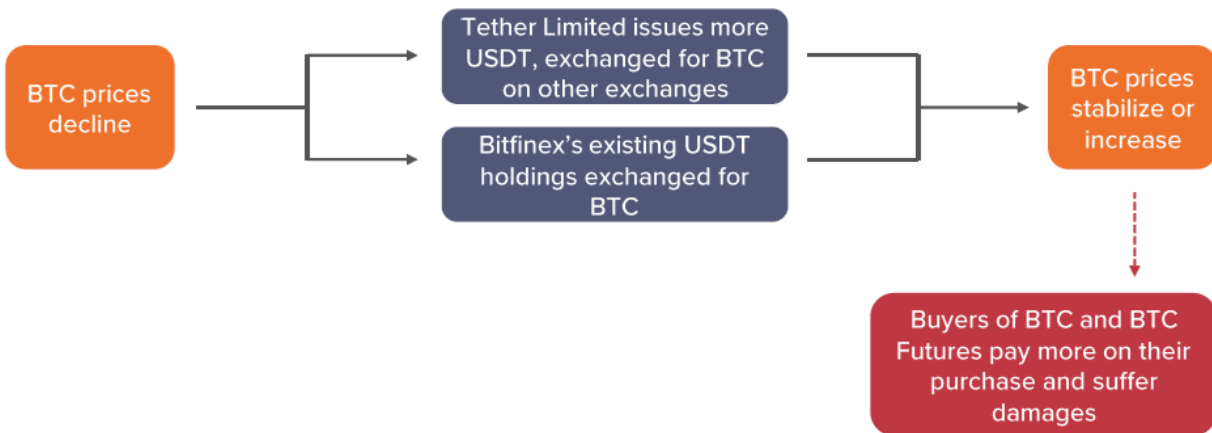 BTC prices
decline
Tether Limited issues more
USDT, exchanged for BTC
on other exchanges
Bitfinex's existing USDT
holdings exchanged for
BTC
BTC prices
stabilize or
increase
Buyers of BTC and BTC
Futures pay more on their
purchase and suffer
damages